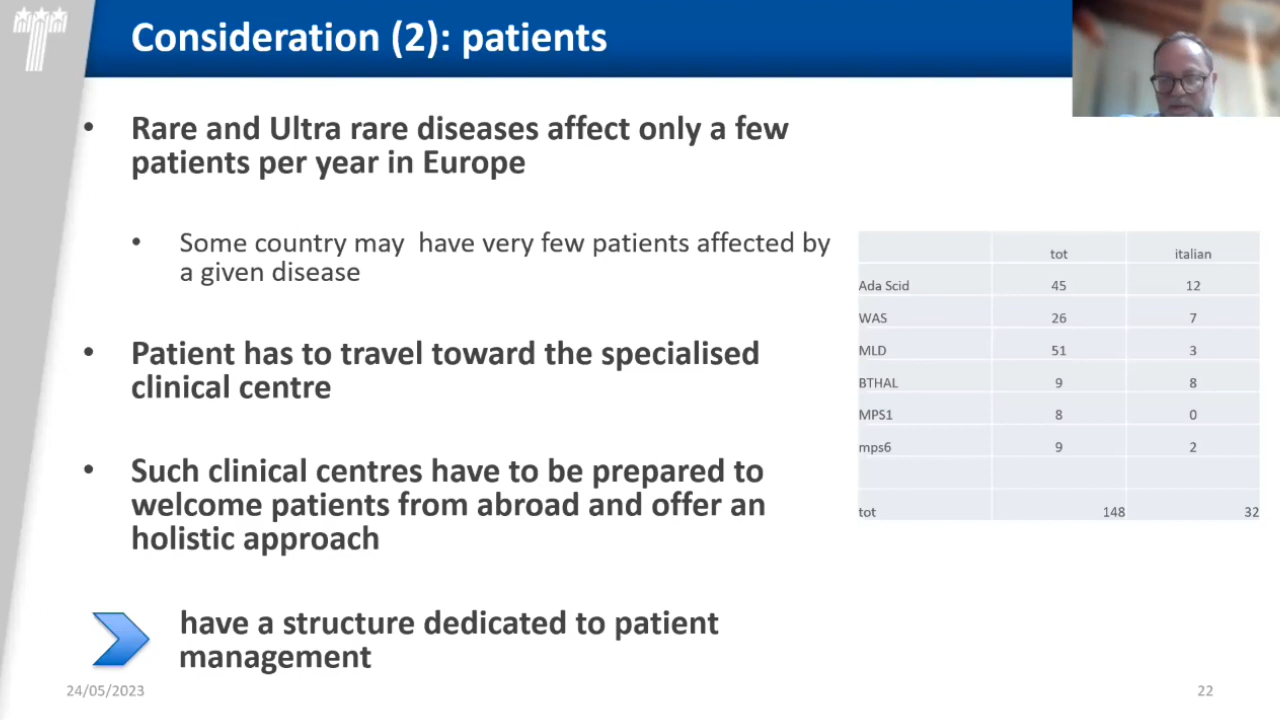 Consideration (2): patients
• Rare and Ultra rare diseases affect only a few
patients per year in Europe
• Some country may have very few patients affected by
a given disease
• Patient has to travel toward the specialised
clinical centre
• Such clinical centres have to be prepared to
welcome patients from abroad and offer an
holistic approach
have a structure dedicated to patient
management
tot italian
Ada Scid 45 12
WAS 26 7
MLD 51 3
BTHAL 9 8
MPS1 8 0
mps6 9 2
tot 148 32
24/05/2023
22